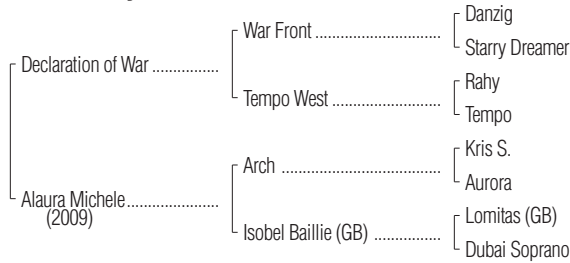 Danzig
War Front ..............................
Starry Dreamer
Declaration of War ................
Rahy
Tempo West ..........................
Tempo
Kris S.
Arch ......................................
Aurora
Alaura Michele ......................
(2009)
Lomitas (GB)
Isobel Baillie (GB) ................
Dubai Soprano